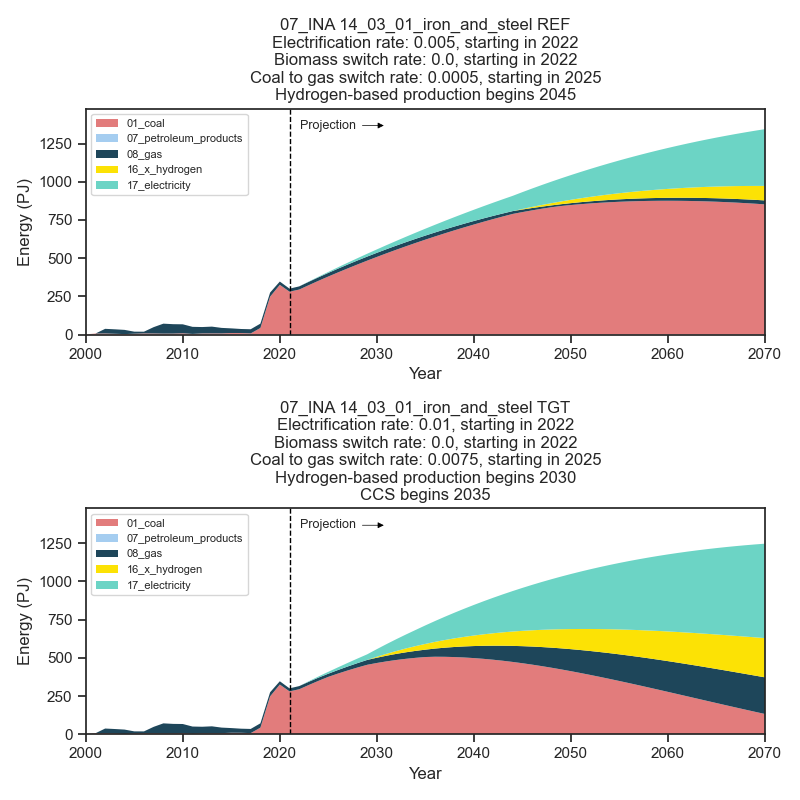 07_INA 14_03_01_iron_and_steel REF
Electrification rate: 0.005, starting in 2022
Biomass switch rate: 0.0, starting in 2022
Coal to gas switch rate: 0.0005, starting in 2025
Hydrogen-based production begins 2045
01_coal
07_petroleum_products
08_gas
16_x_hydrogen
17_electricity
Projection
Energy (PJ)
1250
1000
750
500
250
0
2000 2010 2020 2030 2040 2050 2060 2070
Year
07_INA 14_03_01_iron_and_steel TGT
Electrification rate: 0.01, starting in 2022
Biomass switch rate: 0.0, starting in 2022
Coal to gas switch rate: 0.0075, starting in 2025
Hydrogen-based production begins 2030
CCS begins 2035
01_coal
07_petroleum_products
08_gas
16_x_hydrogen
17_electricity
Projection
Energy (PJ)
1250
1000
750
500
250
0
2000 2010 2020 2030 2040 2050 2060 2070
Year